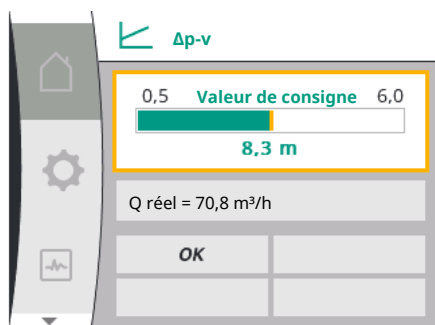 Δp-v
0,5 Valeur de consigne 6,0
8,3 m
Q réel = 70,8 m³/h
OK